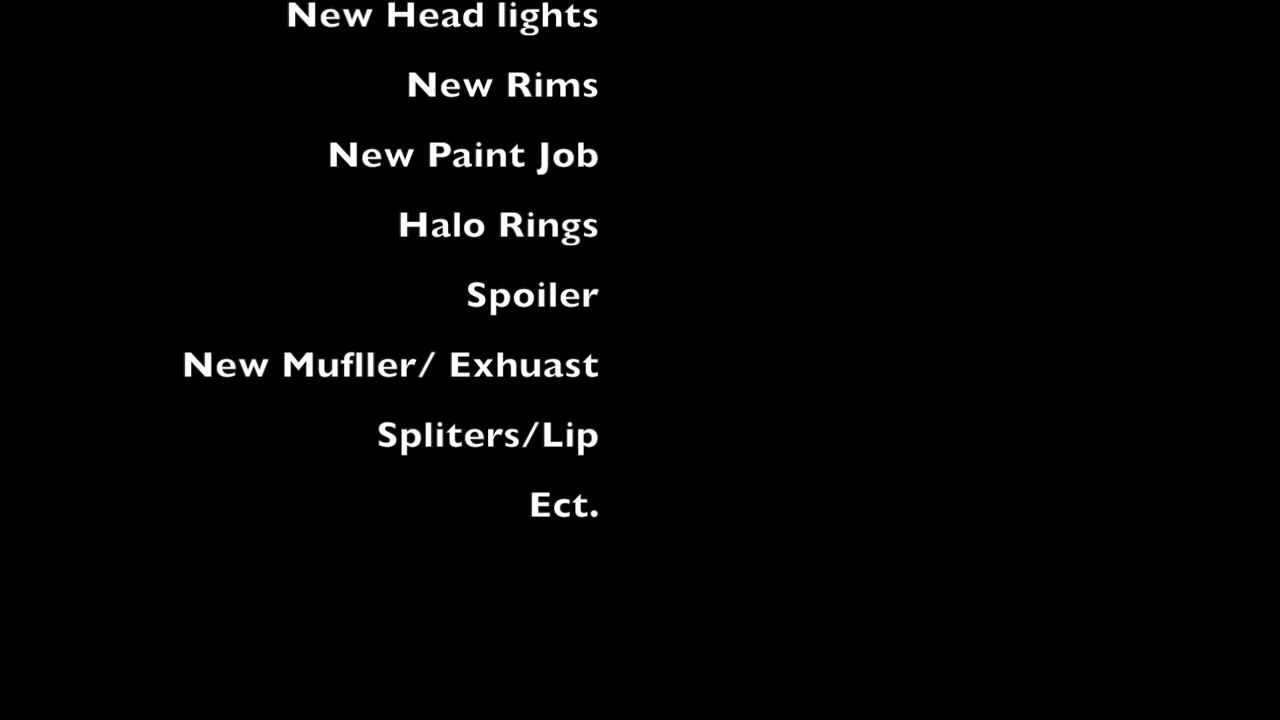 New Head lights
New Rims
New Paint Job
Halo Rings
Spoiler
New Mufller/ Exhuast
Spliters/Lip
Ect.